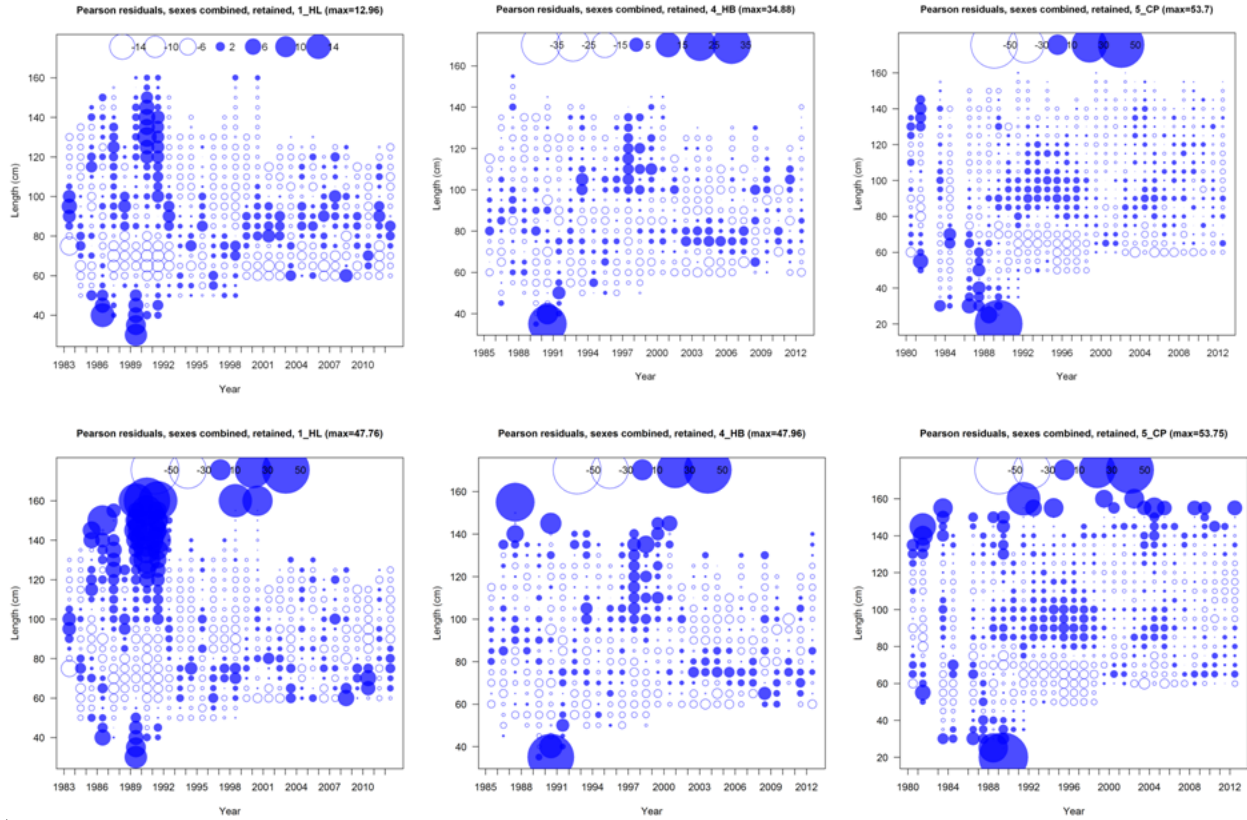 Pearson residuals, sexes combined, retained, 1_HL (max=12.96)
-14 -10 -6 2 6 10 14
160
140
120
100
80
60
40
Length (cm)
1983 1986 1989 1992 1995 1998 2001 2004 2007 2010
Year
Pearson residuals, sexes combined, retained, 4_HB (max=34.88)
-35 -25 -15 5 15 25 35
160
140
120
100
80
60
40
Length (cm)
1985 1988 1991 1994 1997 2000 2003 2006 2009 2012
Year
Pearson residuals, sexes combined, retained, 5_CP (max=53.7)
-50 -30 10 30 50
160
140
120
100
80
60
40
20
Length (cm)
1980 1984 1988 1992 1996 2000 2004 2008 2012
Year
Pearson residuals, sexes combined, retained, 1_HL (max=47.76)
-50 -30 10 30 50
160
140
120
100
80
60
40
Length (cm)
1983 1986 1989 1992 1995 1998 2001 2004 2007 2010
Year
Pearson residuals, sexes combined, retained, 4_HB (max=47.96)
-50 -30 10 30 50
160
140
120
100
80
60
40
Length (cm)
1985 1988 1991 1994 1997 2000 2003 2006 2009 2012
Year
Pearson residuals, sexes combined, retained, 5_CP (max=53.75)
-50 -30 10 30 50
160
140
120
100
80
60
40
20
Length (cm)
1980 1984 1988 1992 1996 2000 2004 2008 2012
Year